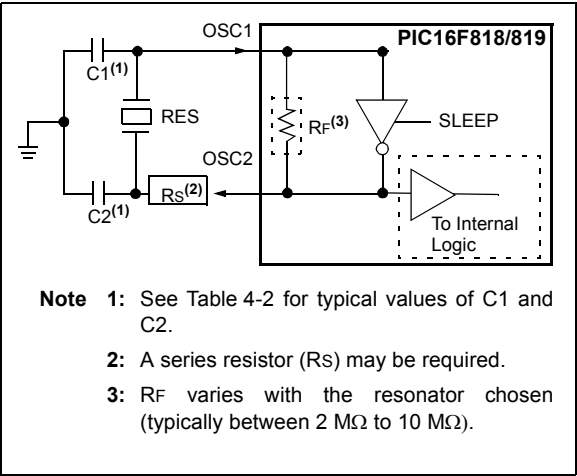 OSC1
PIC16F818/819
C1(1)
RES
RF(3)
SLEEP
OSC2
C2(1)
RS(2)
To Internal
Logic
Note 1: See Table 4-2 for typical values of C1 and
C2.
2: A series resistor (RS) may be required.
3: RF varies with the resonator chosen
(typically between 2 MΩ to 10 MΩ).